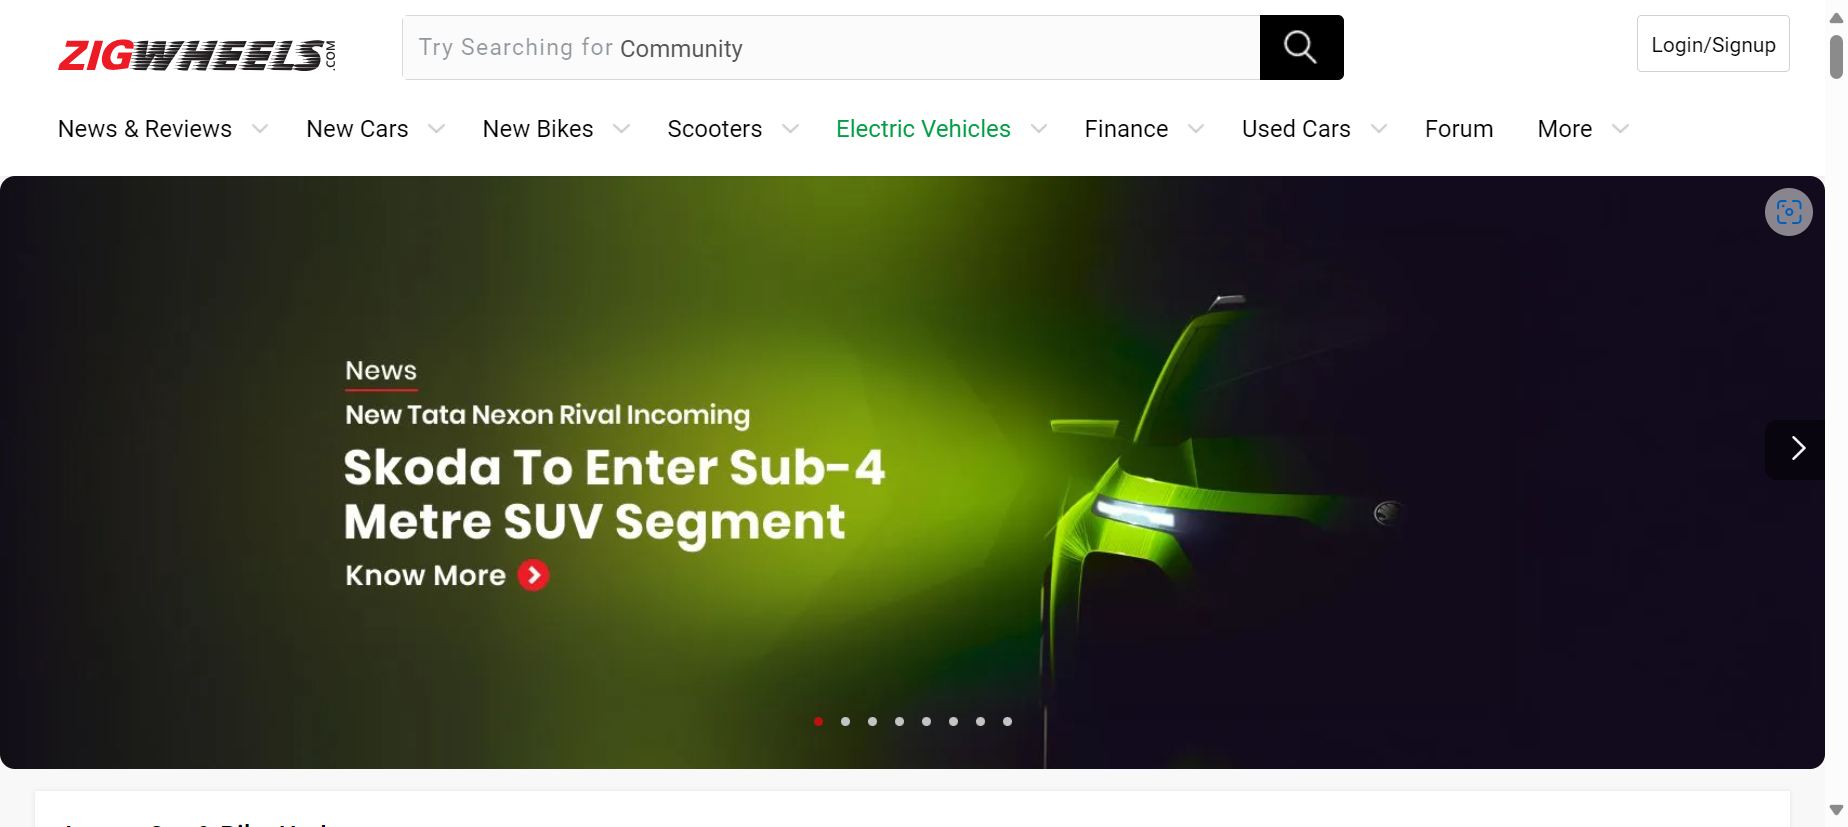 ZIGWHEELS.COM
Try Searching for Community
Login/Signup
News & Reviews
New Cars
New Bikes
Scooters
Electric Vehicles
Finance
Used Cars
Forum
More
News
New Tata Nexon Rival Incoming
Skoda To Enter Sub-4
Metre SUV Segment
Know More